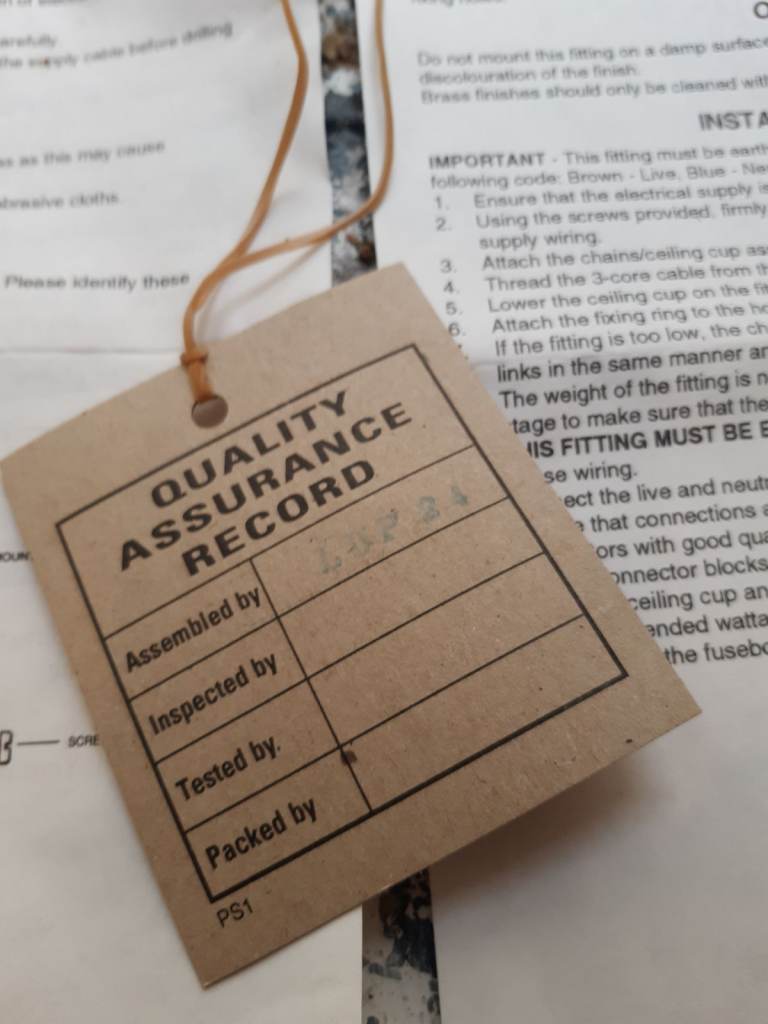 the supply cable before drilling
as this may cause
abrasive cloths.
Please identify these
SCRE
QUALITY
ASSURANCE
RECORD
Assembled by
Inspected by
Tested by.
Packed by
PS1
Do not mount this fitting on a damp surface
discolouration of the finish.
Brass finishes should only be cleaned with
INSTA
IMPORTANT - This fitting must be earth
following code: Brown - Live, Blue - Neu
1. Ensure that the electrical supply is
2. Using the screws provided, firmly
supply wiring.
3. Attach the chains/ceiling cup ass
4. Thread the 3-core cable from th
5. Lower the ceiling cup on the fit
6. Attach the fixing ring to the ho
If the fitting is too low, the ch
links in the same manner an
The weight of the fitting is n
tage to make sure that the
IS FITTING MUST BE E
se wiring.
ect the live and neutr
that connections a
ors with good qua
onnector blocks
ceiling cup an
ended watta
the fusebo